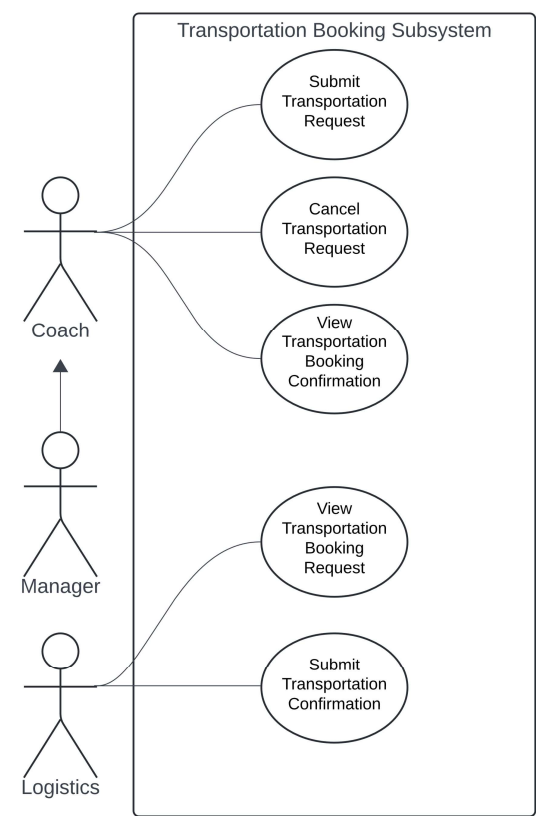 Transportation Booking Subsystem
Submit
Transportation
Request
Cancel
Transportation
Request
Coach
View
Transportation
Booking
Confirmation
Manager
View
Transportation
Booking
Request
Logistics
Submit
Transportation
Confirmation